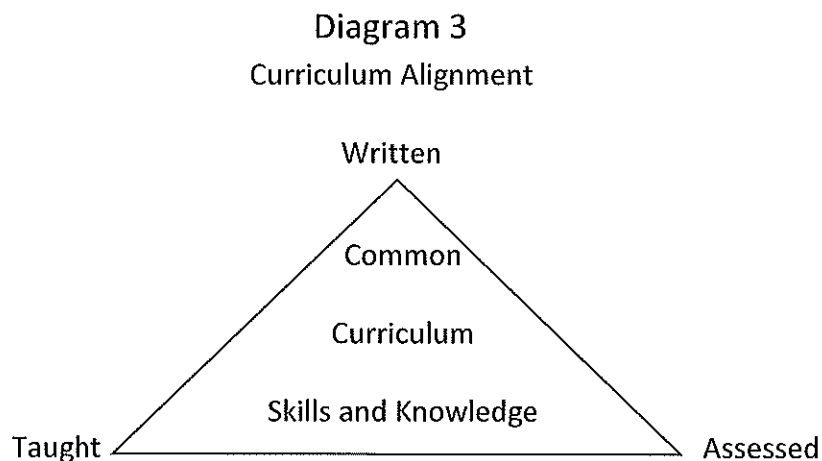 Diagram 3
Curriculum Alignment
Written
Common
Curriculum
Skills and Knowledge
Taught
Assessed